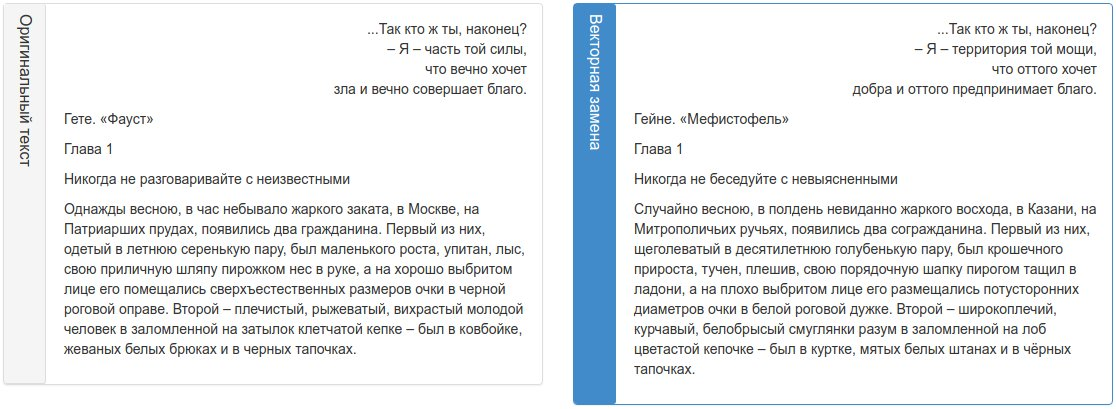 Оригинальный текст
...Так кто ж ты, наконец?
– Я – часть той силы,
что вечно хочет
зла и вечно совершает благо.
Гете. «Фауст»
Глава 1
Никогда не разговаривайте с неизвестными
Однажды весною, в час небывало жаркого заката, в Москве, на
Патриарших прудах, появились два гражданина. Первый из них,
одетый в летнюю серенькую пару, был маленького роста, упитан, лыс,
свою приличную шляпу пирожком нес в руке, а на хорошо выбритом
лице его помещались сверхъестественных размеров очки в черной
роговой оправе. Второй – плечистый, рыжеватый, вихрастый молодой
человек в заломленной на затылок клетчатой кепке – был в ковбойке,
жеваных белых брюках и в черных тапочках.
Векторная замена
...Так кто ж ты, наконец?
– Я – территория той мощи,
что оттого хочет
добра и оттого предпринимает благо.
Гейне. «Мефистофель»
Глава 1
Никогда не беседуйте с невыясненными
Случайно весною, в полдень невиданно жаркого восхода, в Казани, на
Митрополичьих ручьях, появились два согражданина. Первый из них,
щеголеватый в десятилетнюю голубенькую пару, был крошечного
прироста, тучен, плешив, свою порядочную шапку пирогом тащил в
ладони, а на плохо выбритом лице его размещались потусторонних
диаметров очки в белой роговой дужке. Второй – широкоплечий,
курчавый, белобрысый смуглянки разум в заломленной на лоб
цветастой кепочке – был в куртке, мятых белых штанах и в чёрных
тапочках.